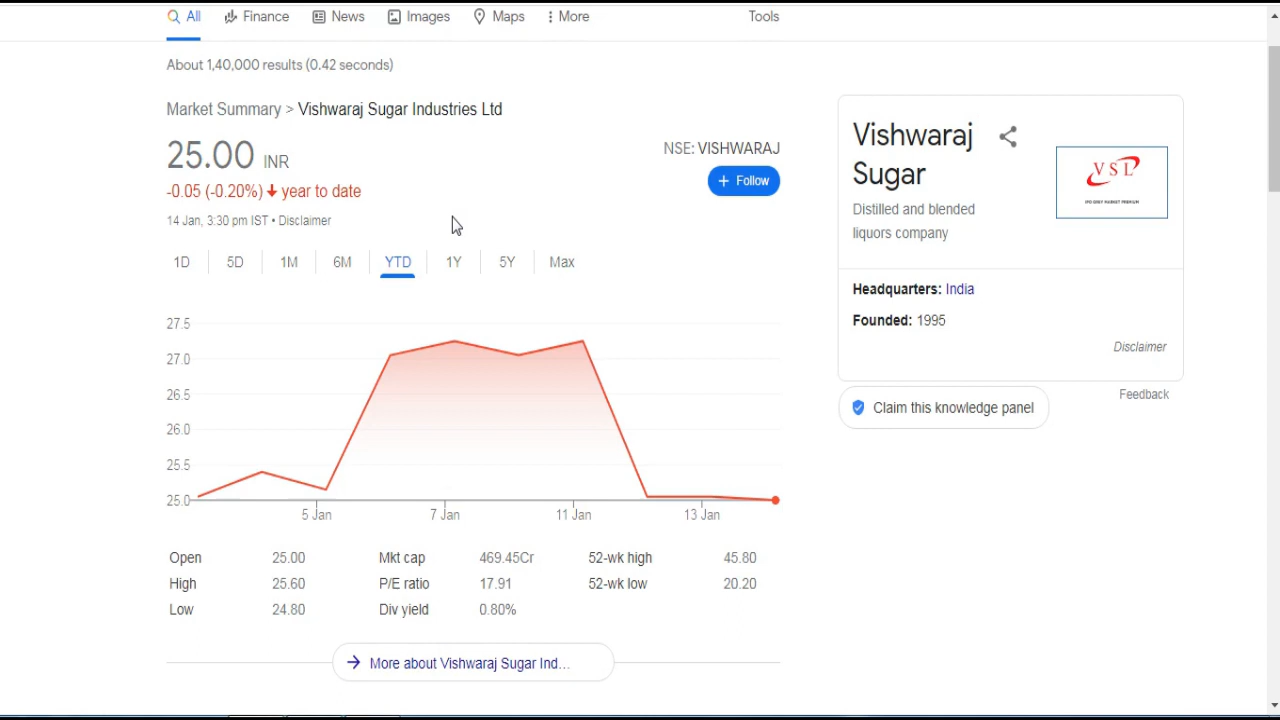 All Finance News Images Maps More Tools
About 1,40,000 results (0.42 seconds)
Market Summary > Vishwaraj Sugar Industries Ltd
25.00 INR
NSE: VISHWARAJ
-0.05 (-0.20%) ↓ year to date
+ Follow
14 Jan, 3:30 pm IST • Disclaimer
1D 5D 1M 6M YTD 1Y 5Y Max
27.5
27.0
26.5
26.0
25.5
25.0
5 Jan 7 Jan 11 Jan 13 Jan
Open 25.00 Mkt cap 469.45Cr 52-wk high 45.80
High 25.60 P/E ratio 17.91 52-wk low 20.20
Low 24.80 Div yield 0.80%
→ More about Vishwaraj Sugar Ind...
Vishwaraj
Sugar
VSL
IPO GREY MARKET PREMIUM
Distilled and blended
liquors company
Headquarters: India
Founded: 1995
Disclaimer
Feedback
Claim this knowledge panel